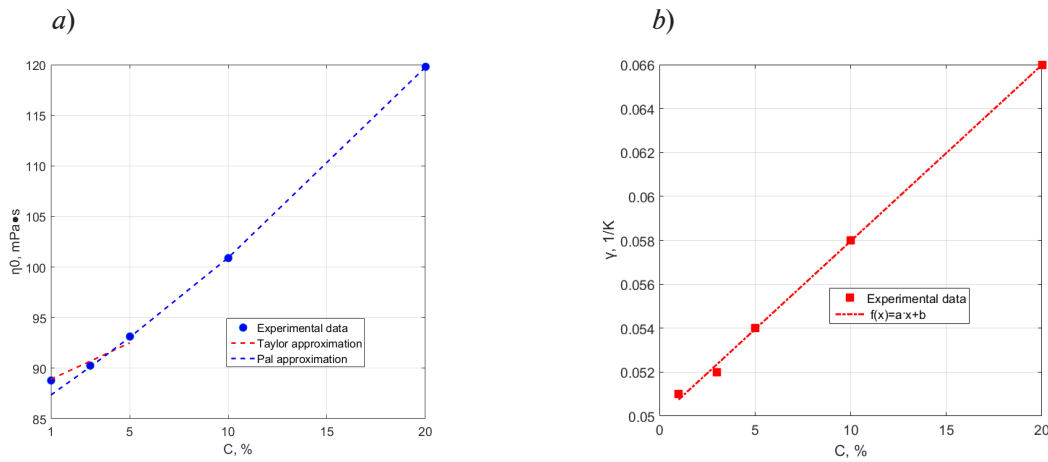 a)
b)
120
115
110
105
100
95
90
85
1
5
10
15
20
η0, mPa●s
C, %
Experimental data
Taylor approximation
Pal approximation
0.066
0.064
0.062
0.06
0.058
0.056
0.054
0.052
0.05
0
5
10
15
20
γ, 1/K
C, %
Experimental data
f(x)=a·x+b